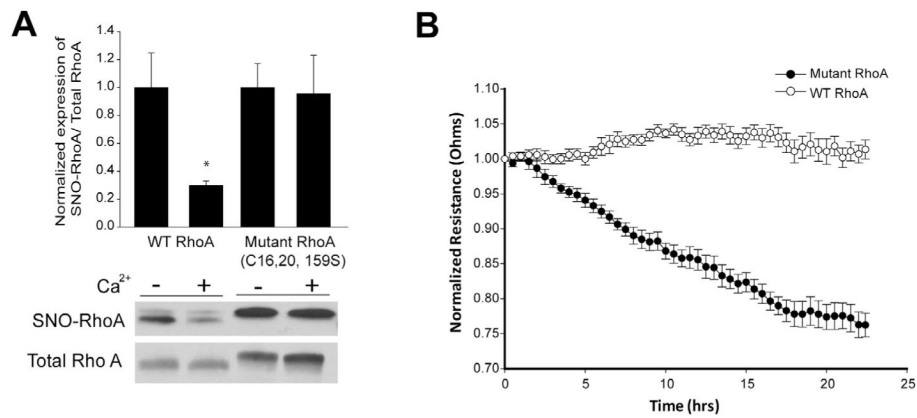 A
Normalized expression of
SNO-RhoA/ Total RhoA
1.4
1.2
1.0
0.8
0.6
0.4
0.2
0.0
*
WT RhoA
Mutant RhoA
(C16,20, 159S)
Ca2+
-
+
-
+
SNO-RhoA
Total Rho A
B
Mutant RhoA
WT RhoA
Normalized Resistance (Ohms)
1.10
1.05
1.00
0.95
0.90
0.85
0.80
0.75
0.70
0
5
10
15
20
25
Time (hrs)